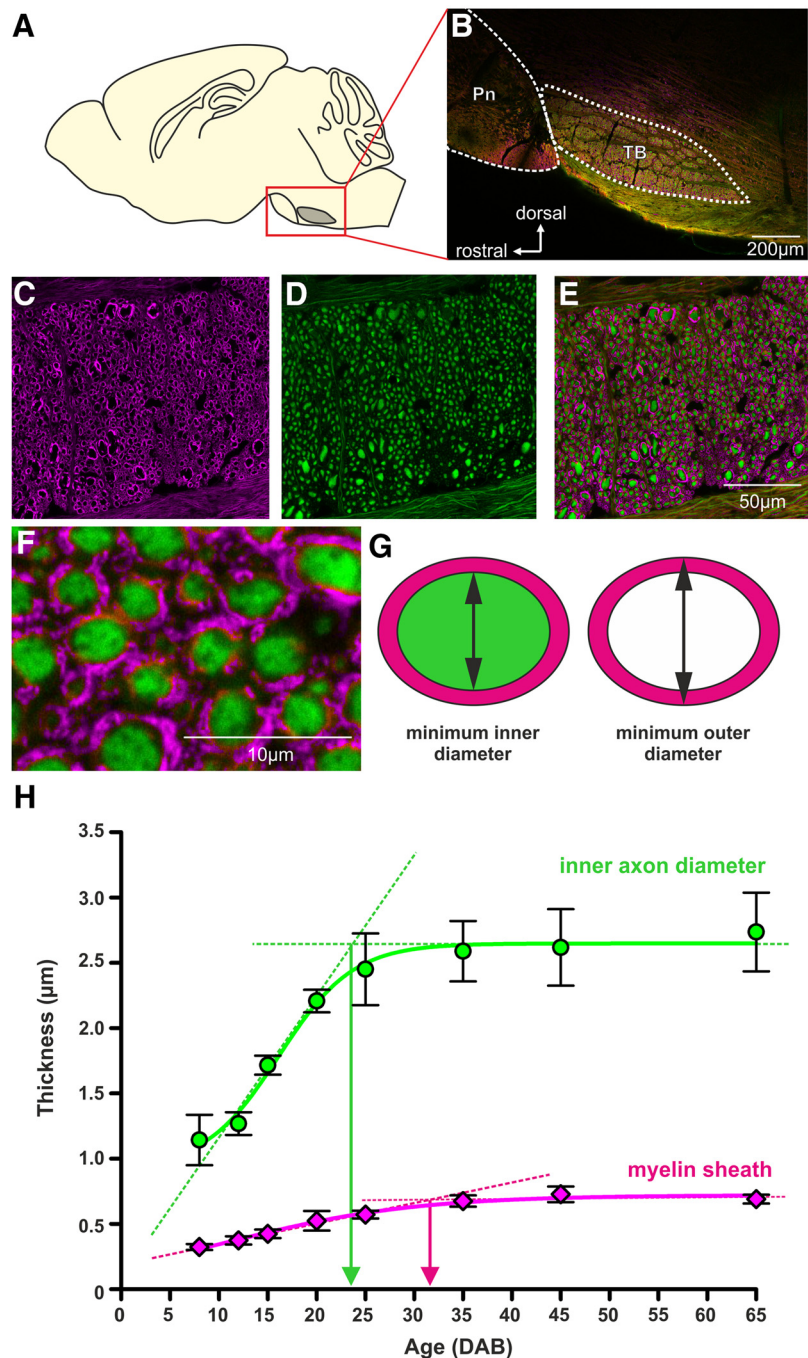 A
B
Pn
TB
dorsal
rostral
200µm
C
D
E
50µm
F
10µm
G
minimum inner
diameter
minimum outer
diameter
H
3.5
3.0
2.5
2.0
1.5
1.0
0.5
0
Thickness (µm)
inner axon diameter
myelin sheath
0 5 10 15 20 25 30 35 40 45 50 55 60 65
Age (DAB)